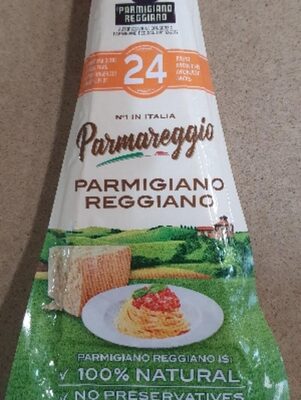 PARMIGIANO
REGGIANO
24
N°1 IN ITALIA
Parmareggio
PARMIGIANO
REGGIANO
PARMIGIANO REGGIANO IS:
✓ 100% NATURAL
✓ NO PRESERVATIVES